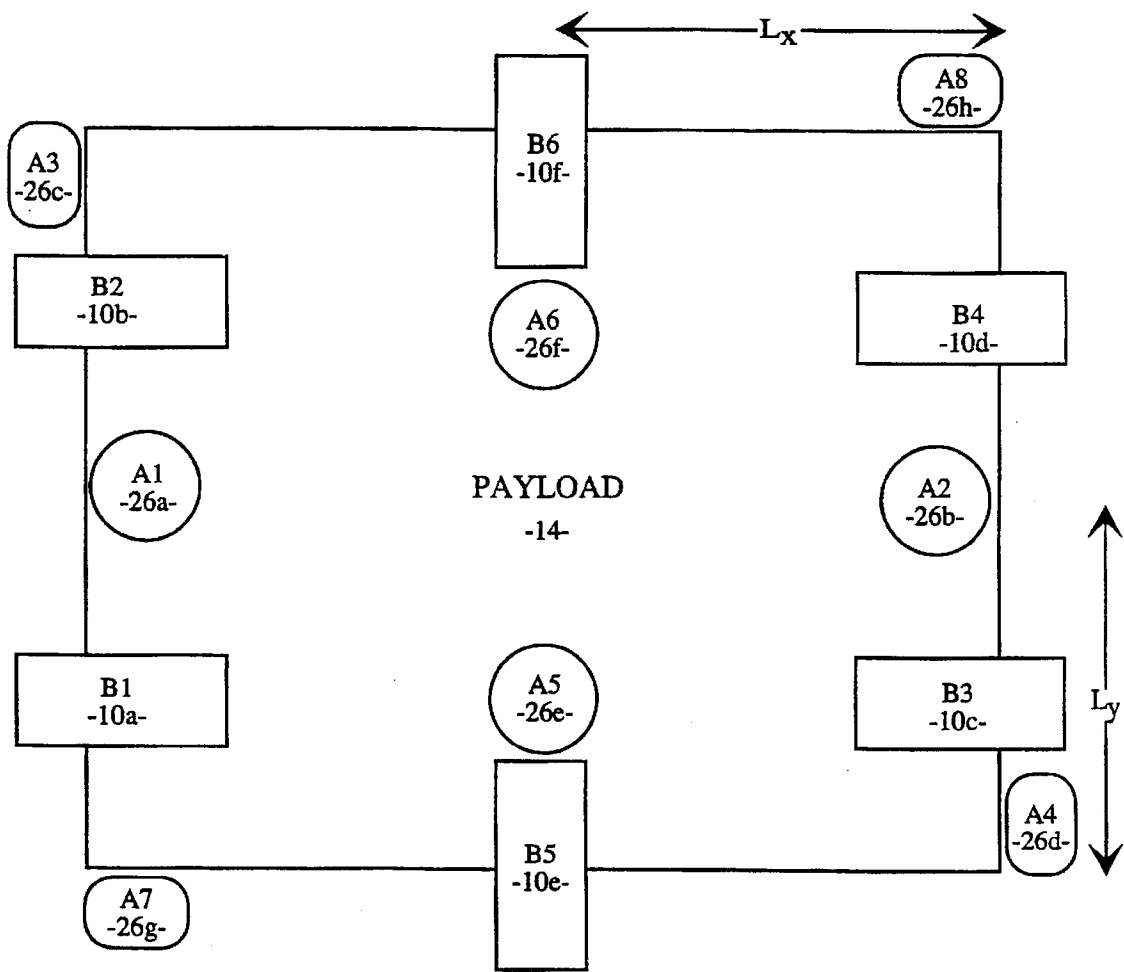 Lx
A8
-26h-
A3
-26c-
B6
-10f-
B2
-10b-
A6
-26f-
B4
-10d-
A1
-26a-
PAYLOAD
-14-
A2
-26b-
B1
-10a-
A5
-26e-
B3
-10c-
Ly
A4
-26d-
B5
-10e-
A7
-26g-